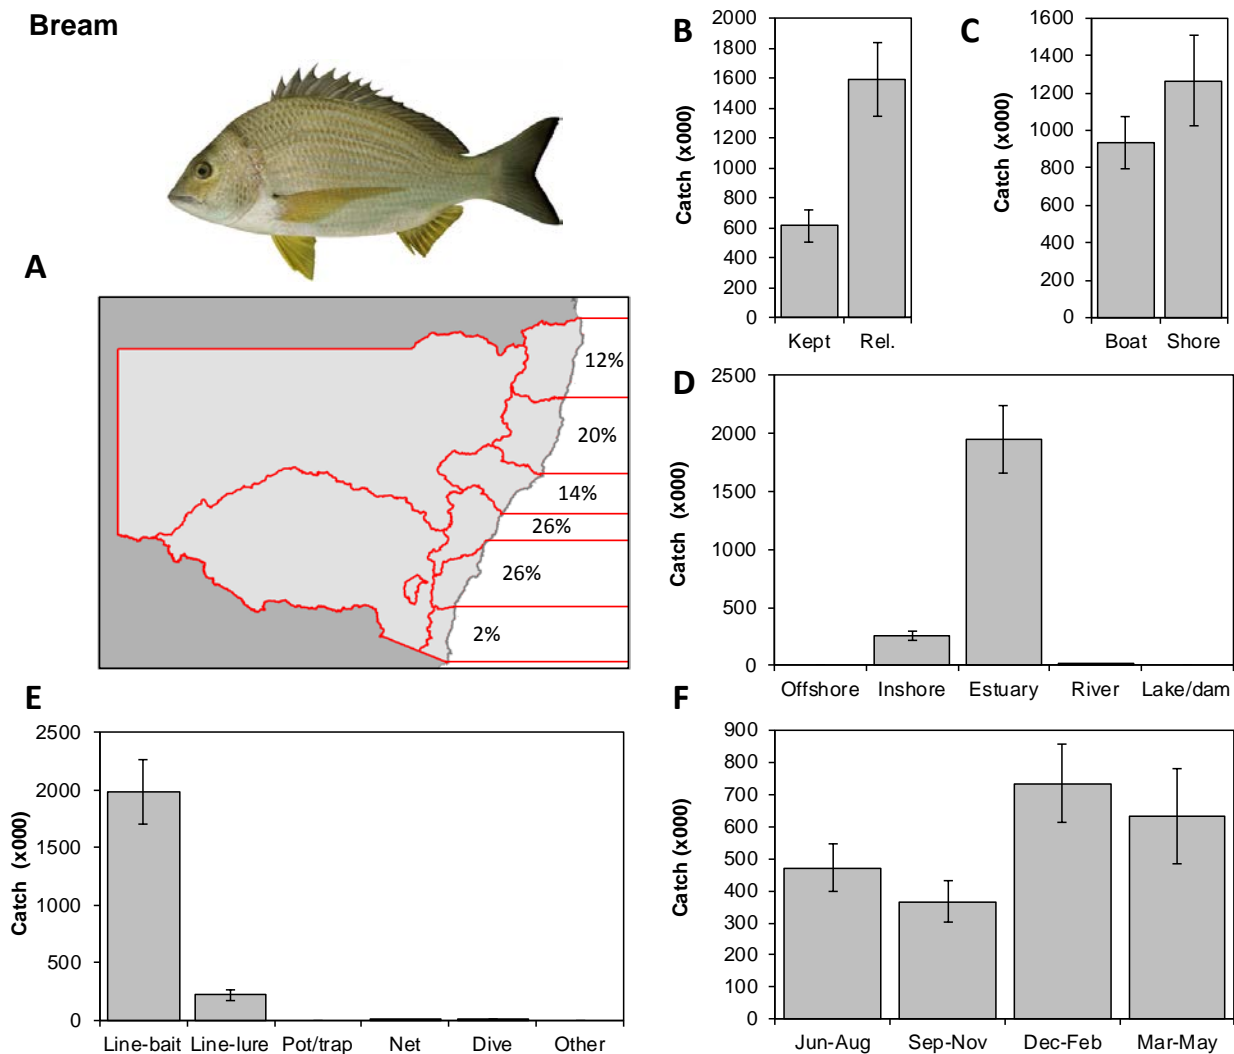 Bream
A
12%
20%
14%
26%
26%
2%
B
Catch (x000)
2000
1800
1600
1400
1200
1000
800
600
400
200
0
Kept Rel.
C
Catch (x000)
1600
1400
1200
1000
800
600
400
200
0
Boat Shore
D
Catch (x000)
2500
2000
1500
1000
500
0
Offshore Inshore Estuary River Lake/dam
E
Catch (x000)
2500
2000
1500
1000
500
0
Line-bait Line-lure Pot/trap Net Dive Other
F
Catch (x000)
900
800
700
600
500
400
300
200
100
0
Jun-Aug Sep-Nov Dec-Feb Mar-May